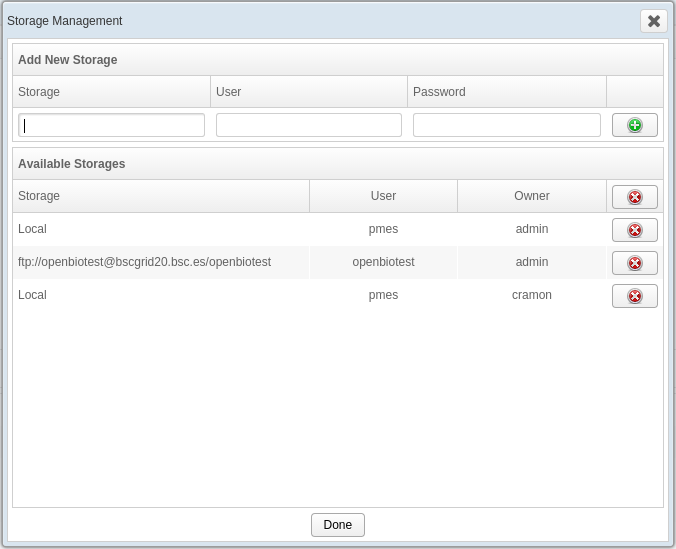 Storage Management
Add New Storage
Storage User Password
Available Storages
Storage User Owner
Local pmes admin
ftp://openbiotest@bscgrid20.bsc.es/openbiotest openbiotest admin
Local pmes cramon
Done